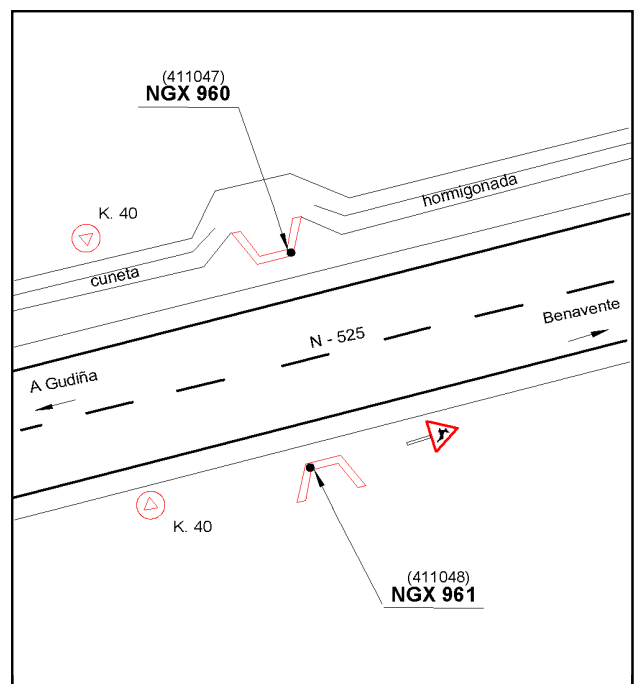 (411047)
NGX 960
K. 40
hormigonada
cuneta
Benavente
N - 525
A Gudiña
K. 40
(411048)
NGX 961